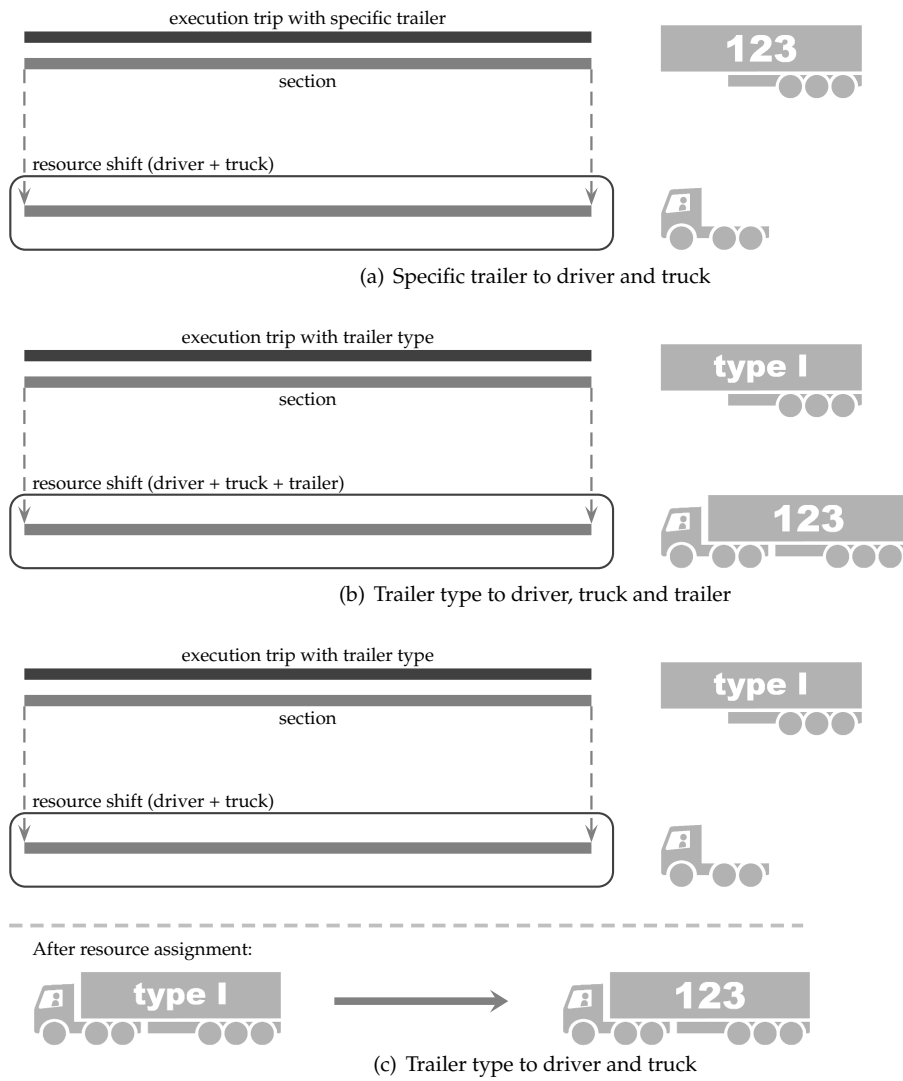 execution trip with specific trailer
123
section
resource shift (driver + truck)
(a) Specific trailer to driver and truck
execution trip with trailer type
type I
section
resource shift (driver + truck + trailer)
123
(b) Trailer type to driver, truck and trailer
execution trip with trailer type
type I
section
resource shift (driver + truck)
After resource assignment:
type I
123
(c) Trailer type to driver and truck